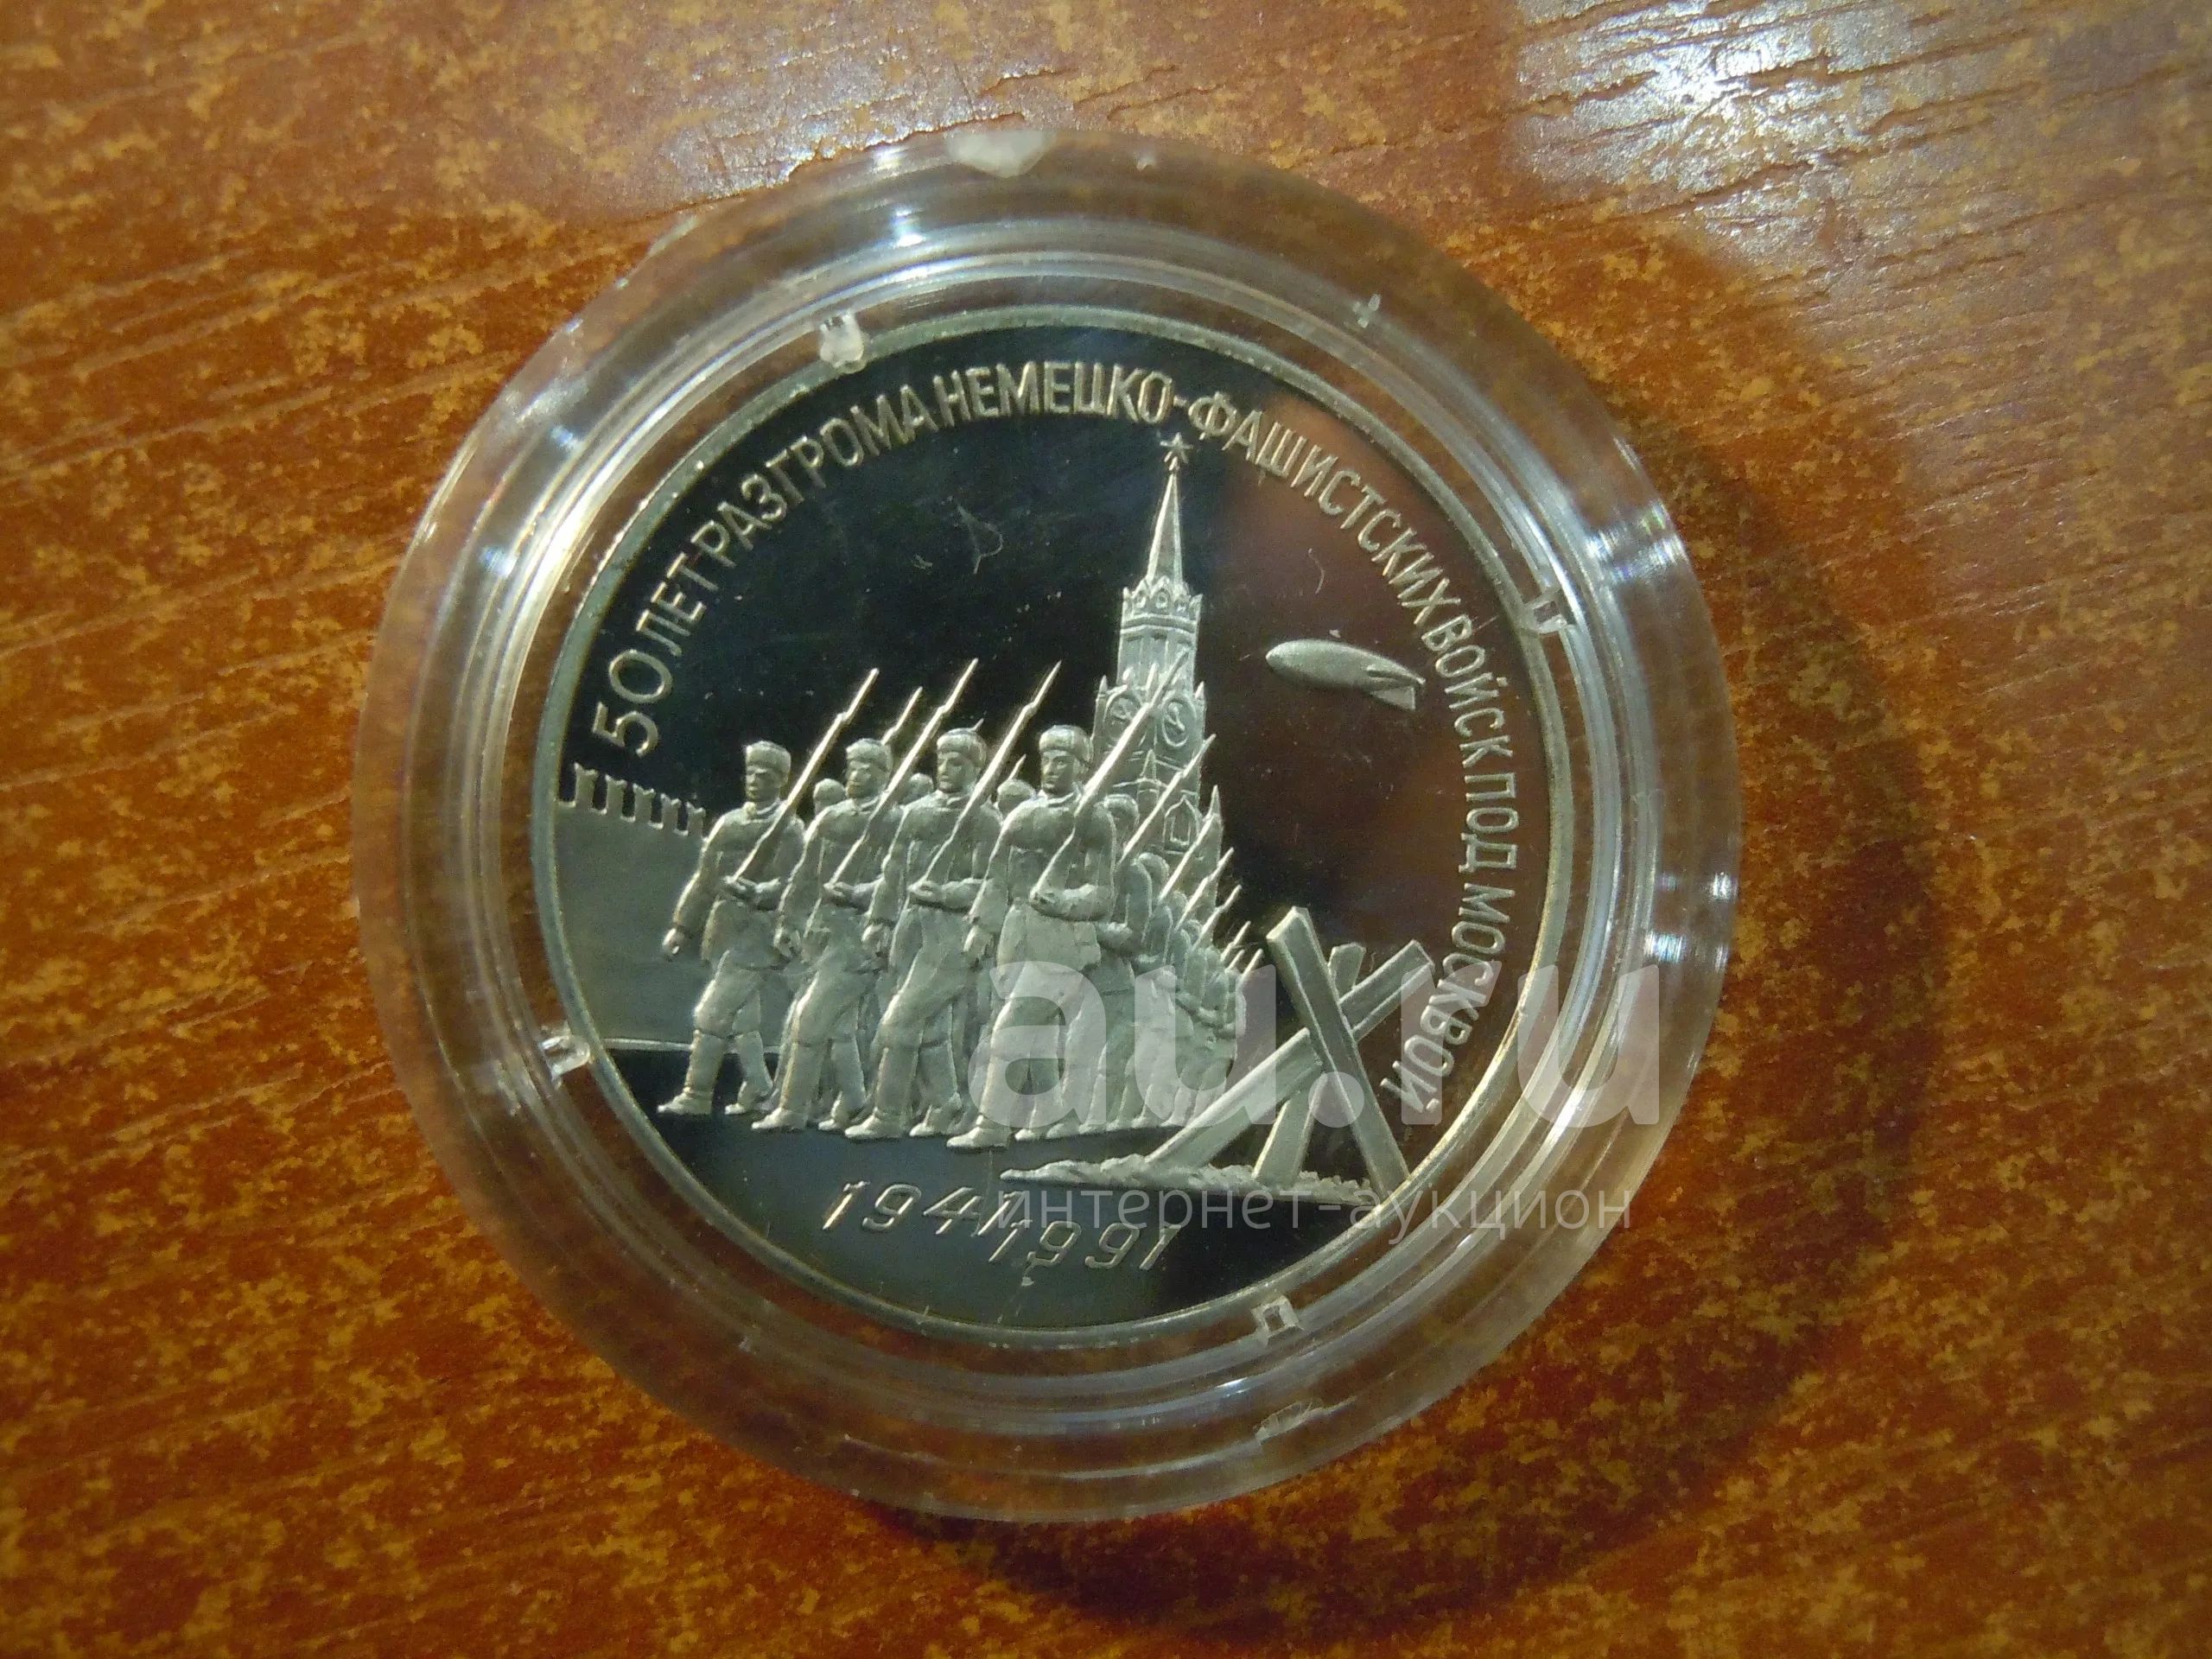 50 ЛЕТ РАЗГРОМА НЕМЕЦКО-ФАШИСТСКИХ ВОЙСК ПОД МОСКВОЙ
1941
1991
au.ru
интернет-аукцион